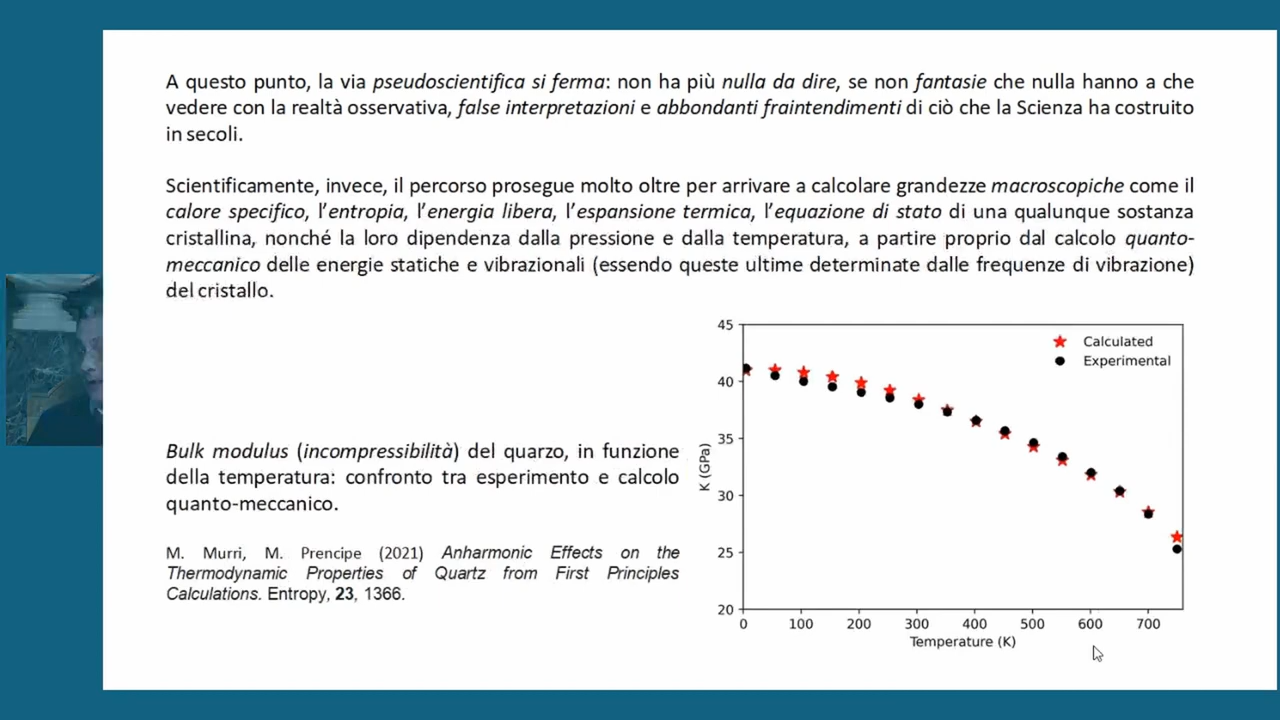 A questo punto, la via pseudoscientifica si ferma: non ha più nulla da dire, se non fantasie che nulla hanno a che
vedere con la realtà osservativa, false interpretazioni e abbondanti fraintendimenti di ciò che la Scienza ha costruito
in secoli.
Scientificamente, invece, il percorso prosegue molto oltre per arrivare a calcolare grandezze macroscopiche come il
calore specifico, l’entropia, l’energia libera, l’espansione termica, l’equazione di stato di una qualunque sostanza
cristallina, nonché la loro dipendenza dalla pressione e dalla temperatura, a partire proprio dal calcolo quanto-
meccanico delle energie statiche e vibrazionali (essendo queste ultime determinate dalle frequenze di vibrazione)
del cristallo.
Bulk modulus (incompressibilità) del quarzo, in funzione
della temperatura: confronto tra esperimento e calcolo
quanto-meccanico.
M. Murri, M. Prencipe (2021) Anharmonic Effects on the
Thermodynamic Properties of Quartz from First Principles
Calculations. Entropy, 23, 1366.
Calculated
Experimental
K (GPa)
45
40
35
30
25
20
0 100 200 300 400 500 600 700
Temperature (K)